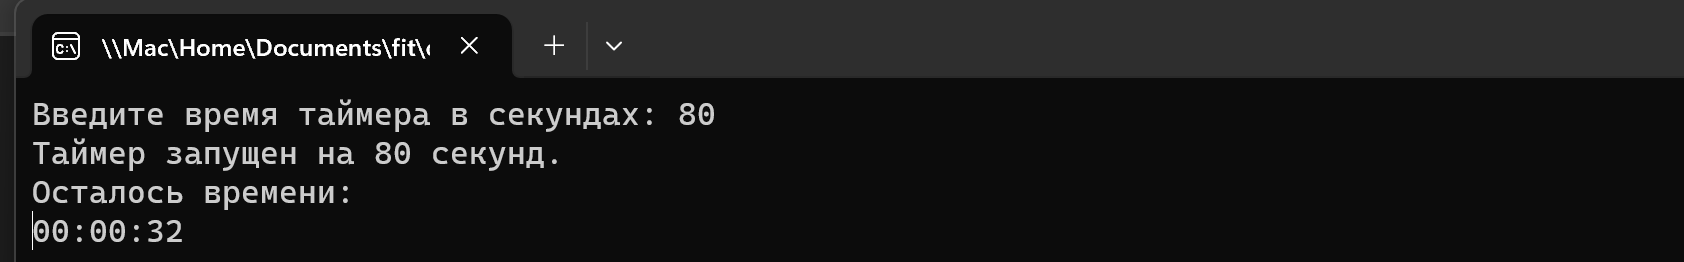 \\Mac\Home\Documents\fit\
Введите время таймера в секундах: 80
Таймер запущен на 80 секунд.
Осталось времени:
00:00:32